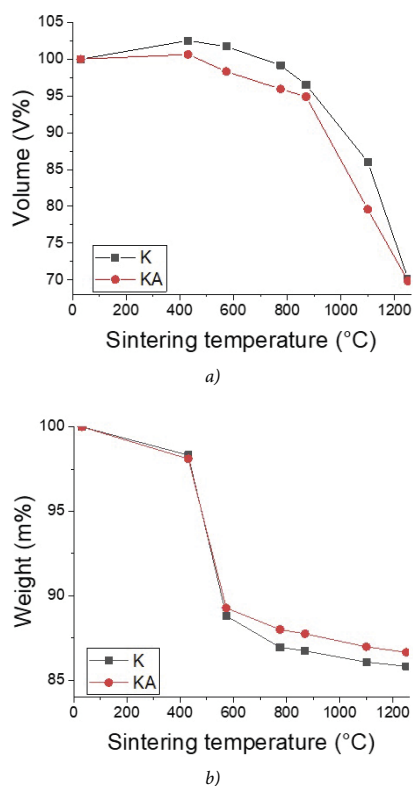 105
100
95
90
85
80
75
70
Volume (V%)
K
KA
0 200 400 600 800 1000 1200
Sintering temperature (°C)
a)
100
95
90
85
Weight (m%)
K
KA
0 200 400 600 800 1000 1200
Sintering temperature (°C)
b)